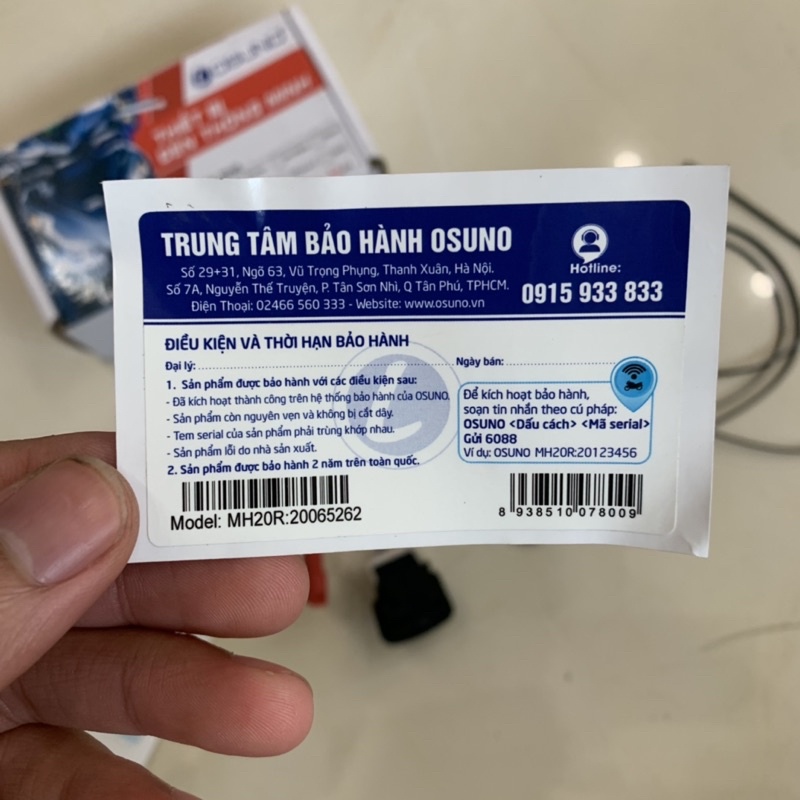 OSUNO
THIẾT BỊ
ĐÈN THÔNG MINH
TRUNG TÂM BẢO HÀNH OSUNO
Số 29+31, Ngõ 63, Vũ Trọng Phụng, Thanh Xuân, Hà Nội.
Số 7A, Nguyễn Thế Truyện, P. Tân Sơn Nhì, Q Tân Phú, TPHCM.
Điện Thoại: 02466 560 333 - Website: www.osuno.vn
Hotline:
0915 933 833
ĐIỀU KIỆN VÀ THỜI HẠN BẢO HÀNH
Đại lý: Ngày bán:
1. Sản phẩm được bảo hành với các điều kiện sau:
- Đã kích hoạt thành công trên hệ thống bảo hành của OSUNO.
- Sản phẩm còn nguyên vẹn và không bị cắt dây.
- Tem serial của sản phẩm phải trùng khớp nhau.
- Sản phẩm lỗi do nhà sản xuất.
2. Sản phẩm được bảo hành 2 năm trên toàn quốc.
Để kích hoạt bảo hành,
soạn tin nhắn theo cú pháp:
OSUNO <Dấu cách> <Mã serial>
Gửi 6088
Ví dụ: OSUNO MH20R:20123456
Model: MH20R:20065262
8 938510 078009